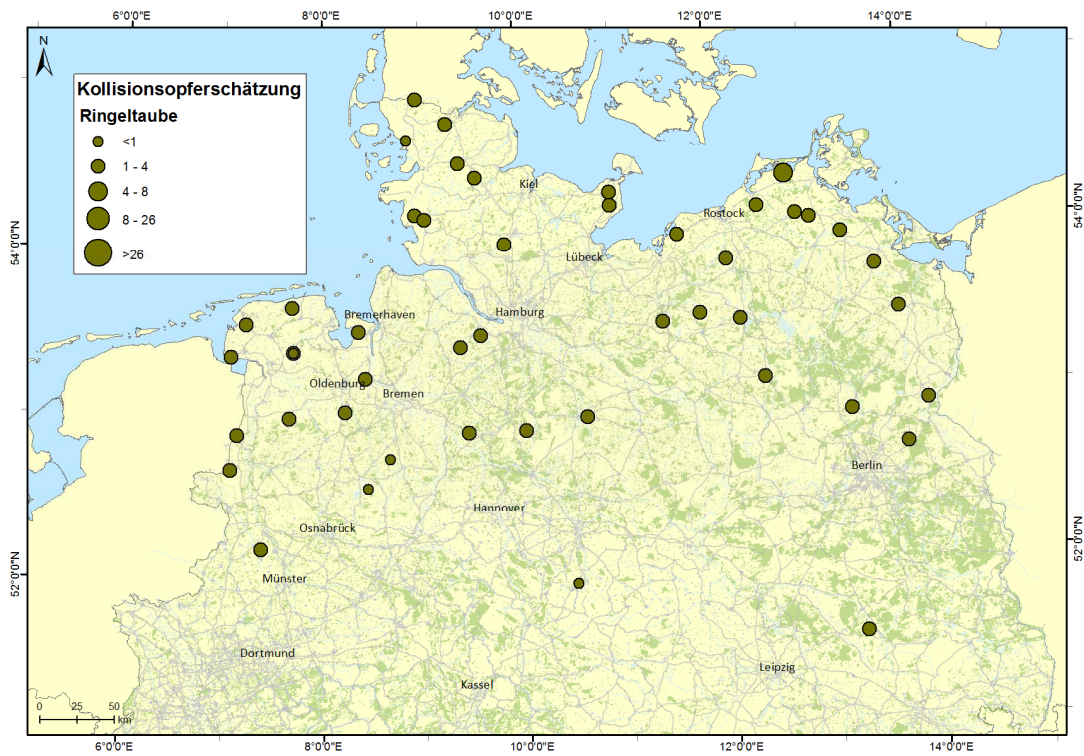 6°0'0"E 8°0'0"E 10°0'0"E 12°0'0"E 14°0'0"E
N
Kollisionsopferschätzung
Ringeltaube
<1
1 - 4
4 - 8
8 - 26
>26
Kiel
Rostock
54°0'0"N
54°0'0"N
Lübeck
Bremerhaven
Hamburg
Oldenburg
Bremen
Berlin
Hannover
Osnabrück
52°0'0"N
52°0'0"N
Münster
Dortmund
Leipzig
Kassel
0 25 50
km
6°0'0"E 8°0'0"E 10°0'0"E 12°0'0"E 14°0'0"E